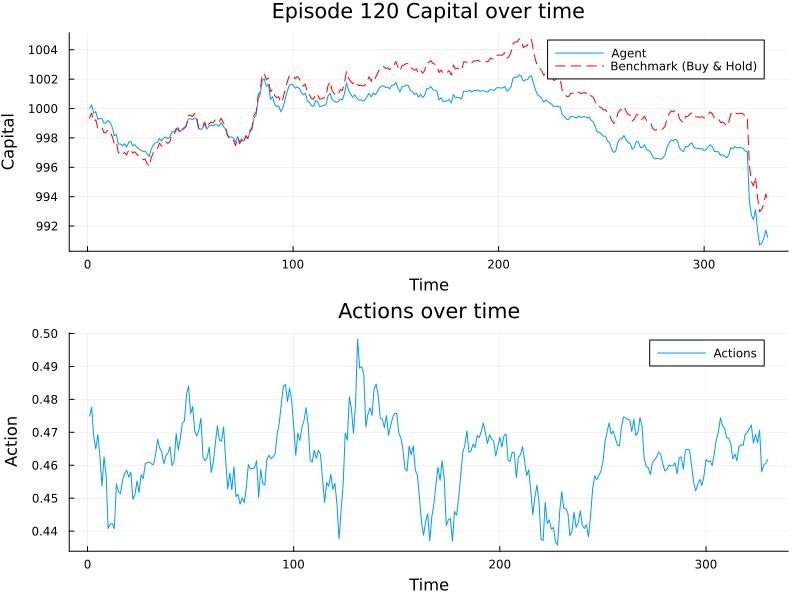 Episode 120 Capital over time
1004
1002
1000
998
996
994
992
Capital
Agent
Benchmark (Buy & Hold)
0
100
200
300
Time
Actions over time
0.50
0.49
0.48
0.47
0.46
0.45
0.44
Action
Actions
0
100
200
300
Time